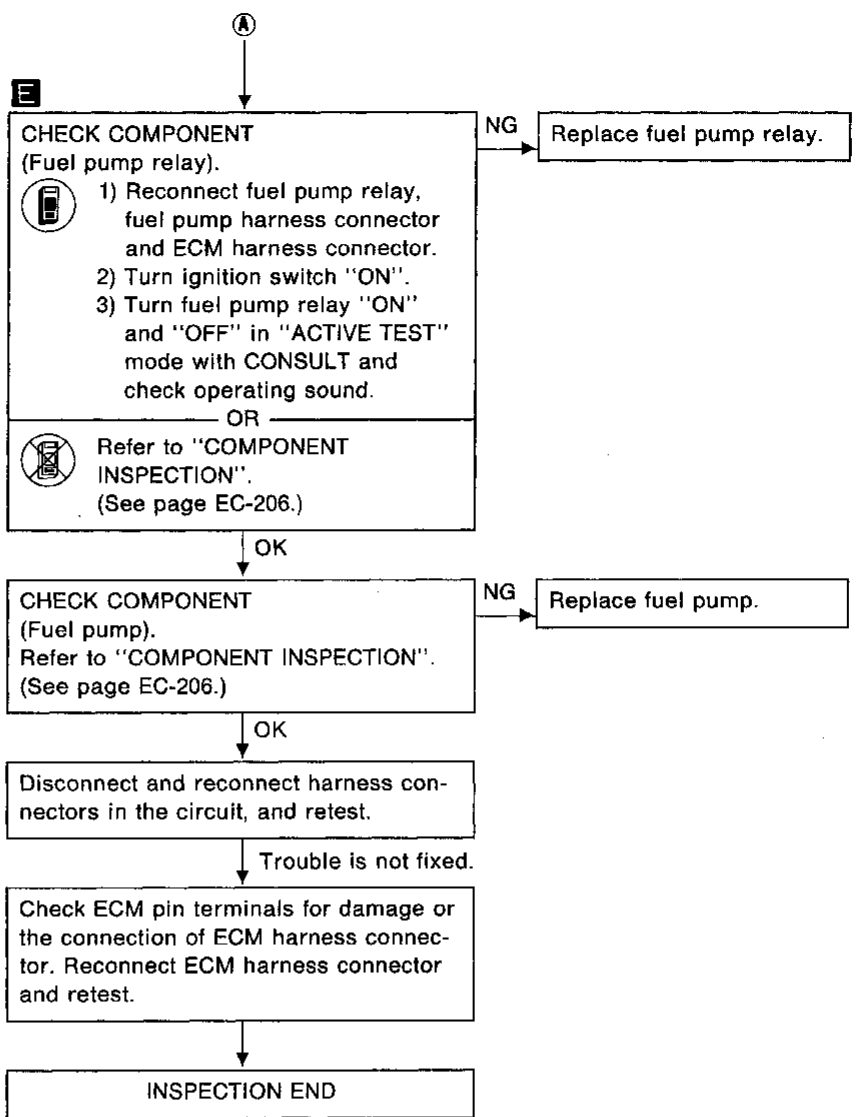 A
E
CHECK COMPONENT
(Fuel pump relay).
1) Reconnect fuel pump relay,
fuel pump harness connector
and ECM harness connector.
2) Turn ignition switch "ON".
3) Turn fuel pump relay "ON"
and "OFF" in "ACTIVE TEST"
mode with CONSULT and
check operating sound.
NG
Replace fuel pump relay.
OR
Refer to "COMPONENT
INSPECTION".
(See page EC-206.)
OK
CHECK COMPONENT
(Fuel pump).
Refer to "COMPONENT INSPECTION".
(See page EC-206.)
NG
Replace fuel pump.
OK
Disconnect and reconnect harness con-
nectors in the circuit, and retest.
Trouble is not fixed.
Check ECM pin terminals for damage or
the connection of ECM harness connec-
tor. Reconnect ECM harness connector
and retest.
INSPECTION END